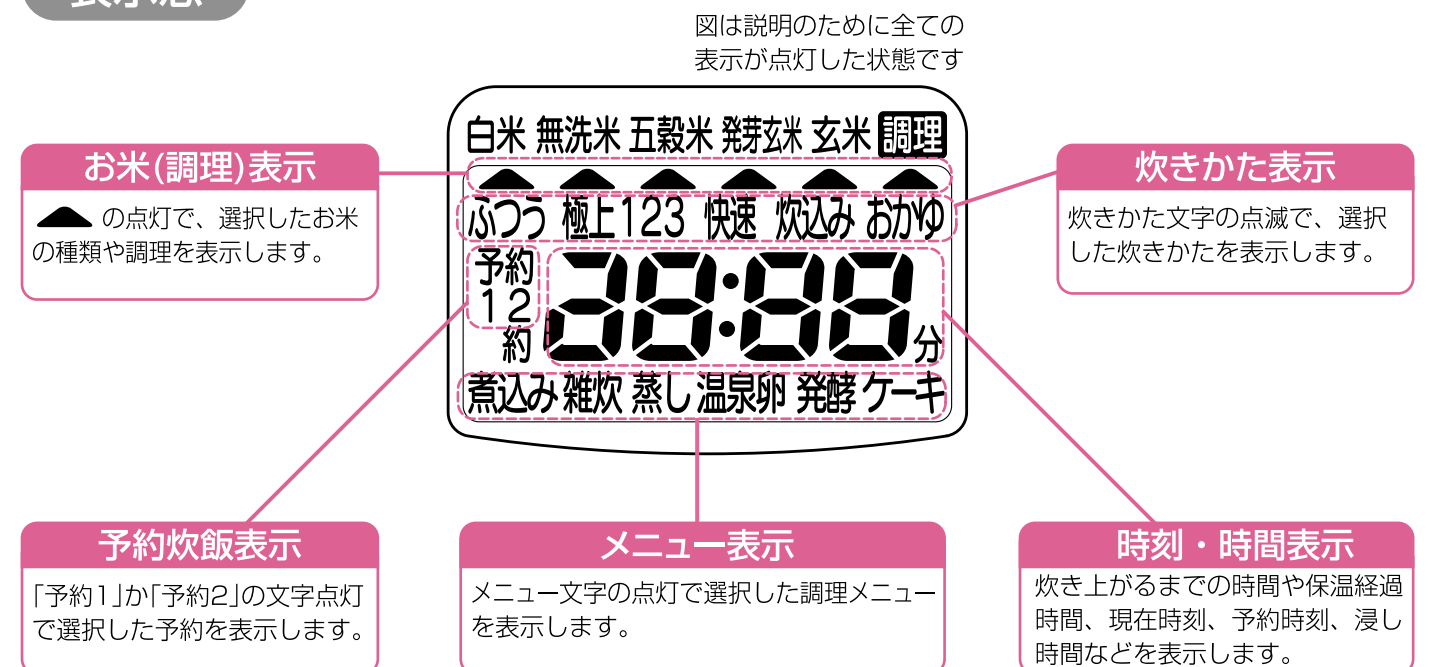 図は説明のために全ての
表示が点灯した状態です
白米 無洗米 五穀米 発芽玄米 玄米 調理
ふつう 極上123 快速 炊込み おかゆ
予約
12
約
38:88
分
煮込み 雑炊 蒸し 温泉卵 発酵 ケーキ
お米(調理)表示
▲の点灯で、選択したお米
の種類や調理を表示します。
炊きかた表示
炊きかた文字の点滅で、選択
した炊きかたを表示します。
予約炊飯表示
「予約1」か「予約2」の文字点灯
で選択した予約を表示します。
メニュー表示
メニュー文字の点灯で選択した調理メニュー
を表示します。
時刻・時間表示
炊き上がるまでの時間や保温経過
時間、現在時刻、予約時刻、浸し
時間などを表示します。